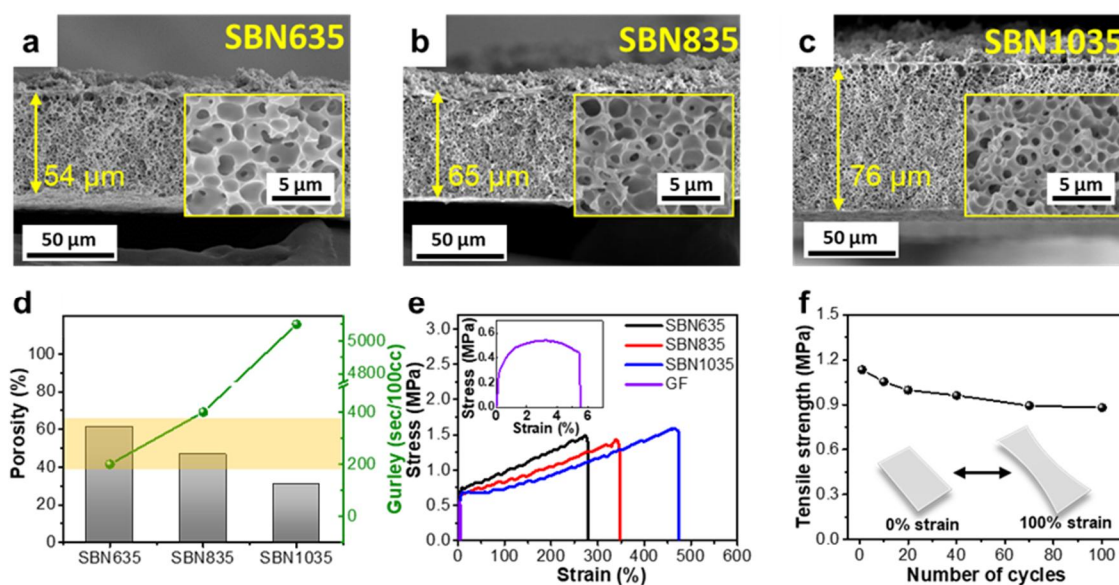 a
SBN635
54 µm
5 µm
50 µm
b
SBN835
65 µm
5 µm
50 µm
c
SBN1035
76 µm
5 µm
50 µm
d
Porosity (%)
100
80
60
40
20
0
SBN635 SBN835 SBN1035
5000
4800
400
200
0
Gurley (sec/100cc)
e
Stress (MPa)
3.0
2.5
2.0
1.5
1.0
0.5
0.0
0 100 200 300 400 500 600
Strain (%)
Stress (MPa)
0.6
0.4
0.2
0.0
0 2 4 6
Strain (%)
SBN635
SBN835
SBN1035
GF
f
Tensile strength (MPa)
1.5
1.2
0.9
0.6
0.3
0.0
0% strain
100% strain
0 20 40 60 80 100
Number of cycles